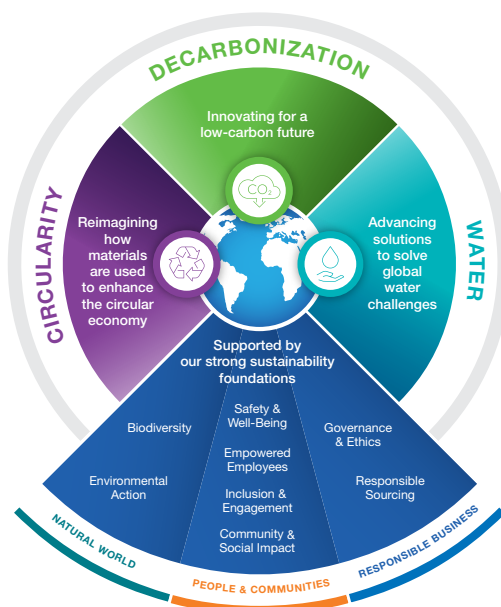 DECARBONIZATION
Innovating for a
low-carbon future
CO₂
CIRCULARITY
Reimagining
how
materials
are used
to enhance
the circular
economy
WATER
Advancing
solutions
to solve
global
water
challenges
Supported by
our strong sustainability
foundations
Biodiversity
Environmental
Action
Safety &
Well-Being
Empowered
Employees
Inclusion &
Engagement
Community &
Social Impact
Governance
& Ethics
Responsible
Sourcing
NATURAL WORLD
PEOPLE & COMMUNITIES
RESPONSIBLE BUSINESS